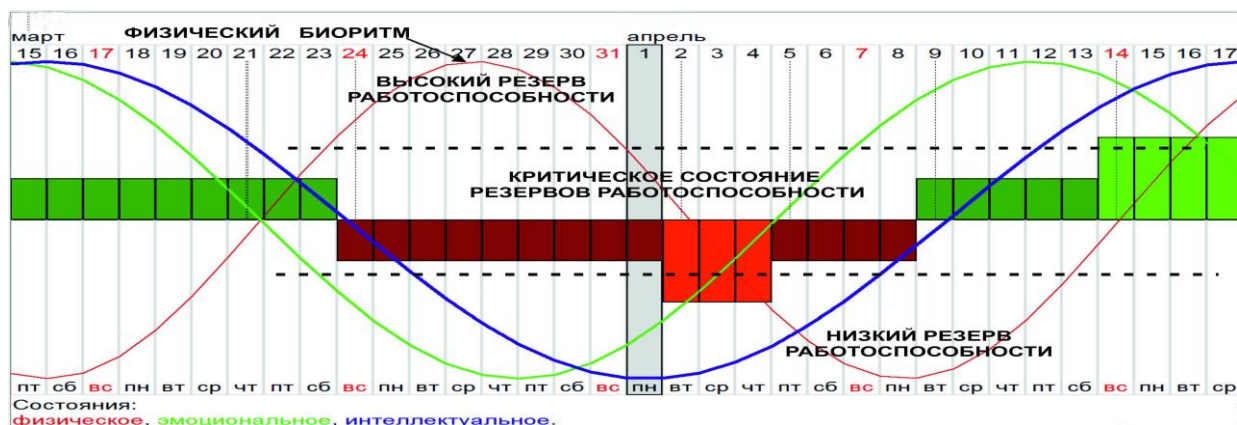 март ФИЗИЧЕСКИЙ БИОРИТМ апрель
15 16 17 18 19 20 21 22 23 24 25 26 27 28 29 30 31 1 2 3 4 5 6 7 8 9 10 11 12 13 14 15 16 17
ВЫСОКИЙ РЕЗЕРВ
РАБОТОСПОСОБНОСТИ
КРИТИЧЕСКОЕ СОСТОЯНИЕ
РЕЗЕРВОВ РАБОТОСПОСОБНОСТИ
НИЗКИЙ РЕЗЕРВ
РАБОТОСПОСОБНОСТИ
пт сб вс пн вт ср чт пт сб вс пн вт ср чт пт сб вс пн вт ср чт пт сб вс пн вт ср чт пт сб вс пн вт ср
Состояния:
физическое, эмоциональное, интеллектуальное.